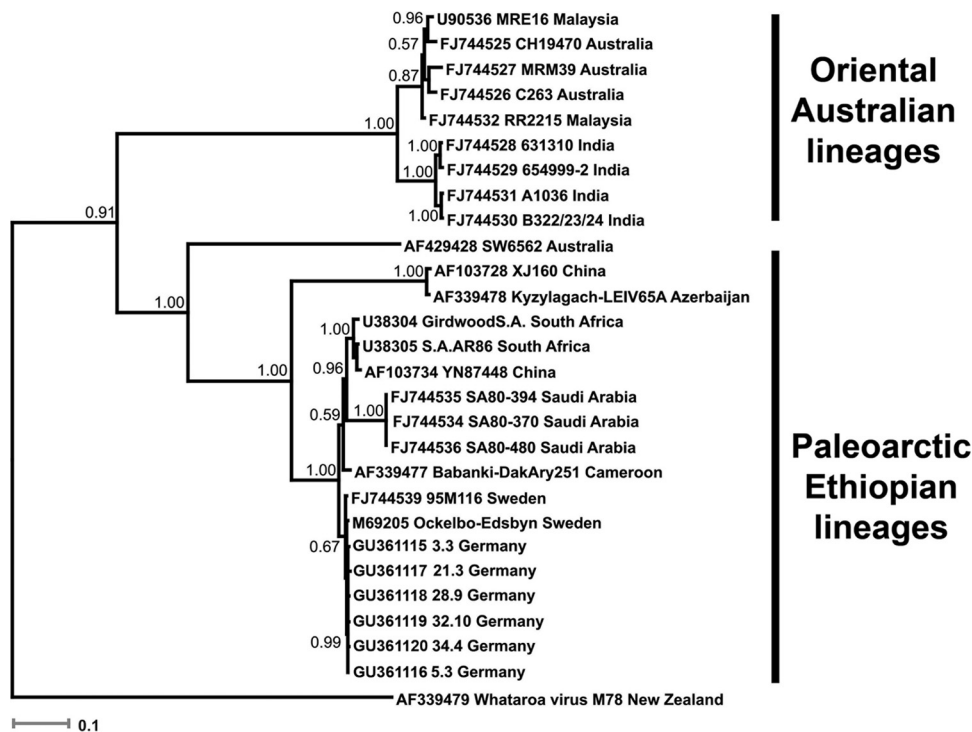 0.96
U90536 MRE16 Malaysia
0.57
FJ744525 CH19470 Australia
FJ744527 MRM39 Australia
0.87
FJ744526 C263 Australia
1.00
FJ744532 RR2215 Malaysia
1.00
FJ744528 631310 India
1.00
FJ744529 654999-2 India
FJ744531 A1036 India
1.00
FJ744530 B322/23/24 India
Oriental
Australian
lineages
0.91
AF429428 SW6562 Australia
1.00
AF103728 XJ160 China
AF339478 Kyzylagach-LEIV65A Azerbaijan
1.00
U38304 GirdwoodS.A. South Africa
1.00
U38305 S.A.AR86 South Africa
0.96
AF103734 YN87448 China
1.00
FJ744535 SA80-394 Saudi Arabia
1.00
0.59
FJ744534 SA80-370 Saudi Arabia
FJ744536 SA80-480 Saudi Arabia
1.00
AF339477 Babanki-DakAry251 Cameroon
FJ744539 95M116 Sweden
M69205 Ockelbo-Edsbyn Sweden
0.67
GU361115 3.3 Germany
GU361117 21.3 Germany
GU361118 28.9 Germany
GU361119 32.10 Germany
0.99
GU361120 34.4 Germany
GU361116 5.3 Germany
Paleoarctic
Ethiopian
lineages
AF339479 Whataroa virus M78 New Zealand
0.1